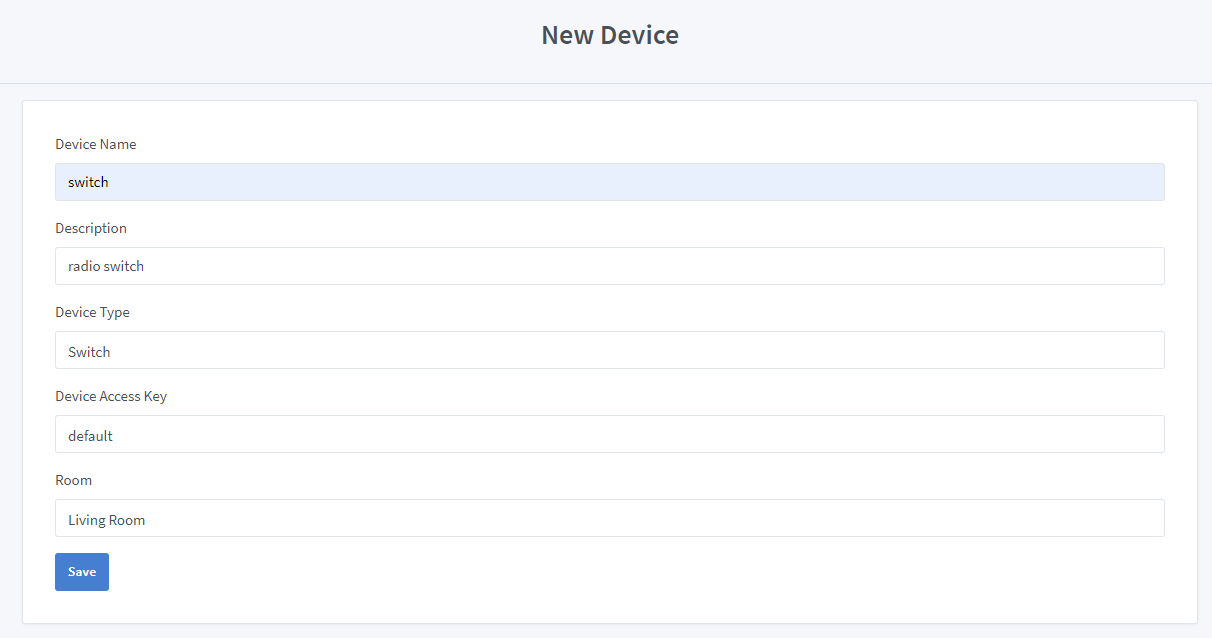 New Device
Device Name
switch
Description
radio switch
Device Type
Switch
Device Access Key
default
Room
Living Room
Save